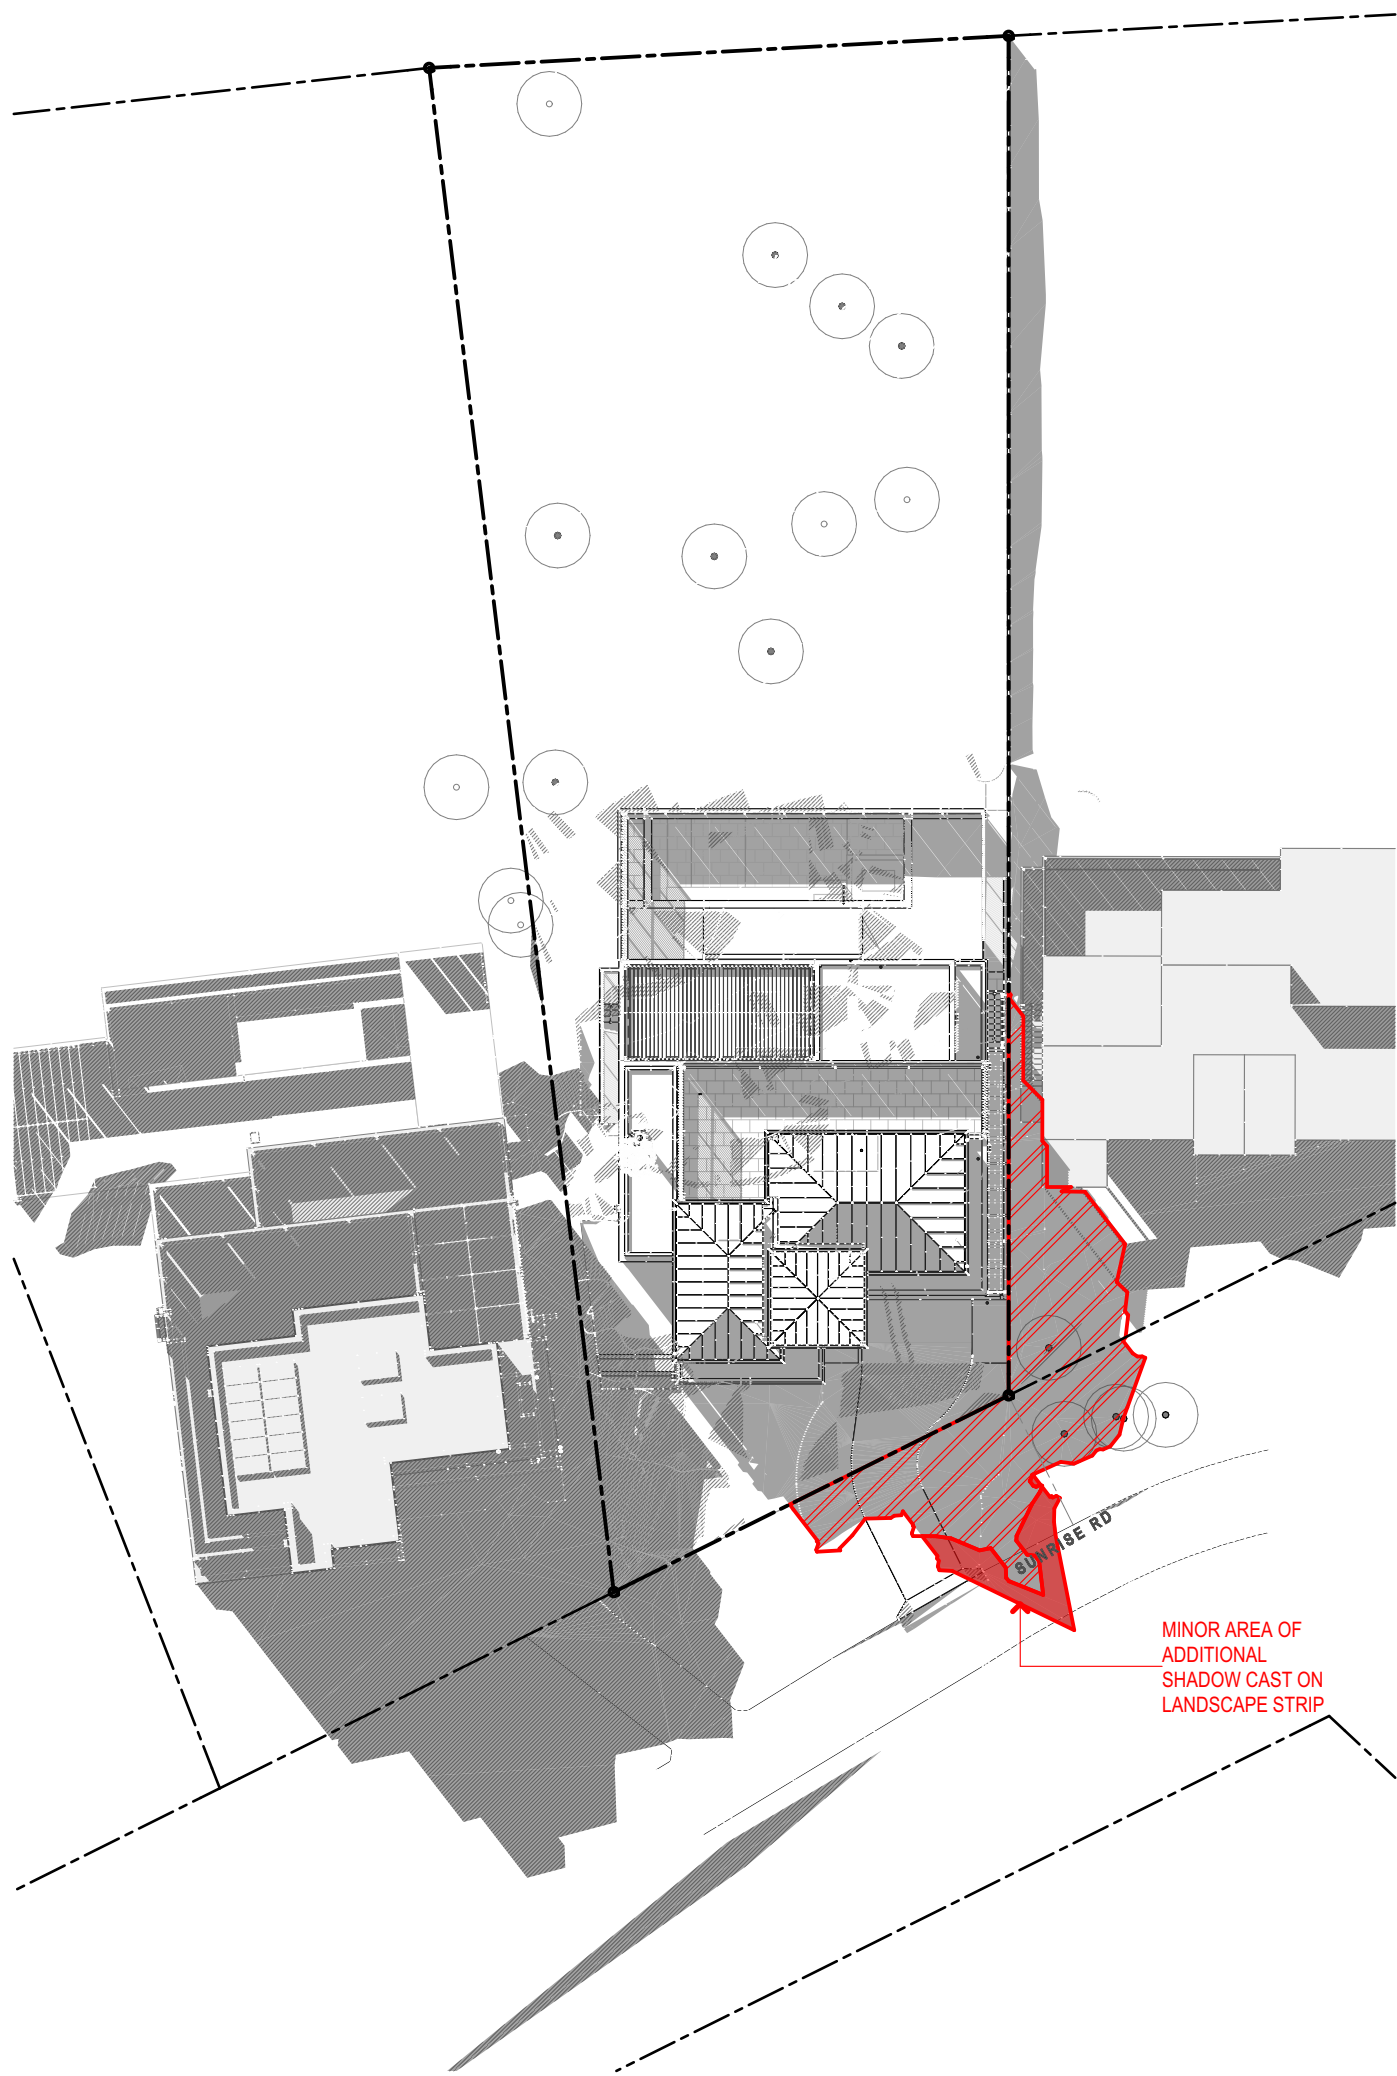 SUNRISE RD
MINOR AREA OF
ADDITIONAL
SHADOW CAST ON
LANDSCAPE STRIP